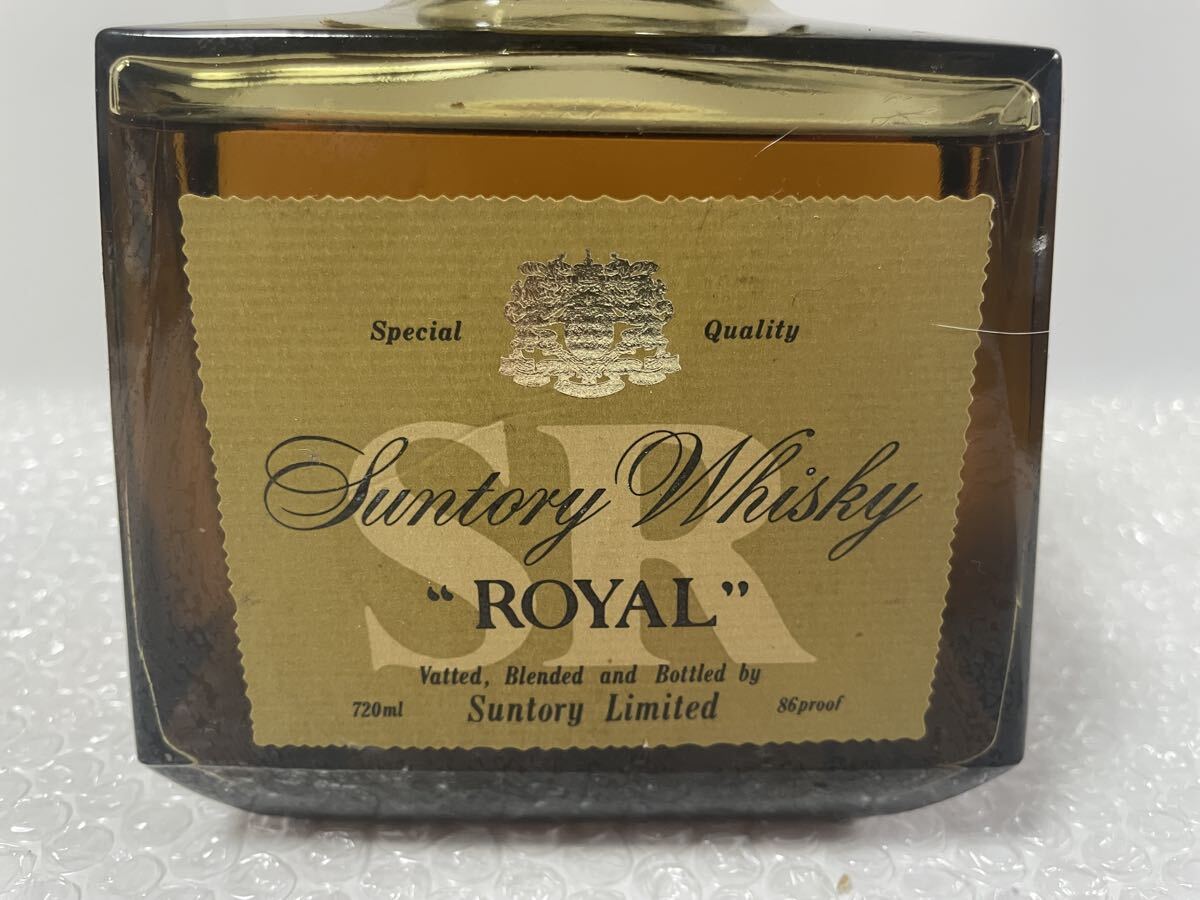 Special Quality
SR
Suntory Whisky
“ROYAL”
Vatted, Blended and Bottled by
720ml Suntory Limited 86proof